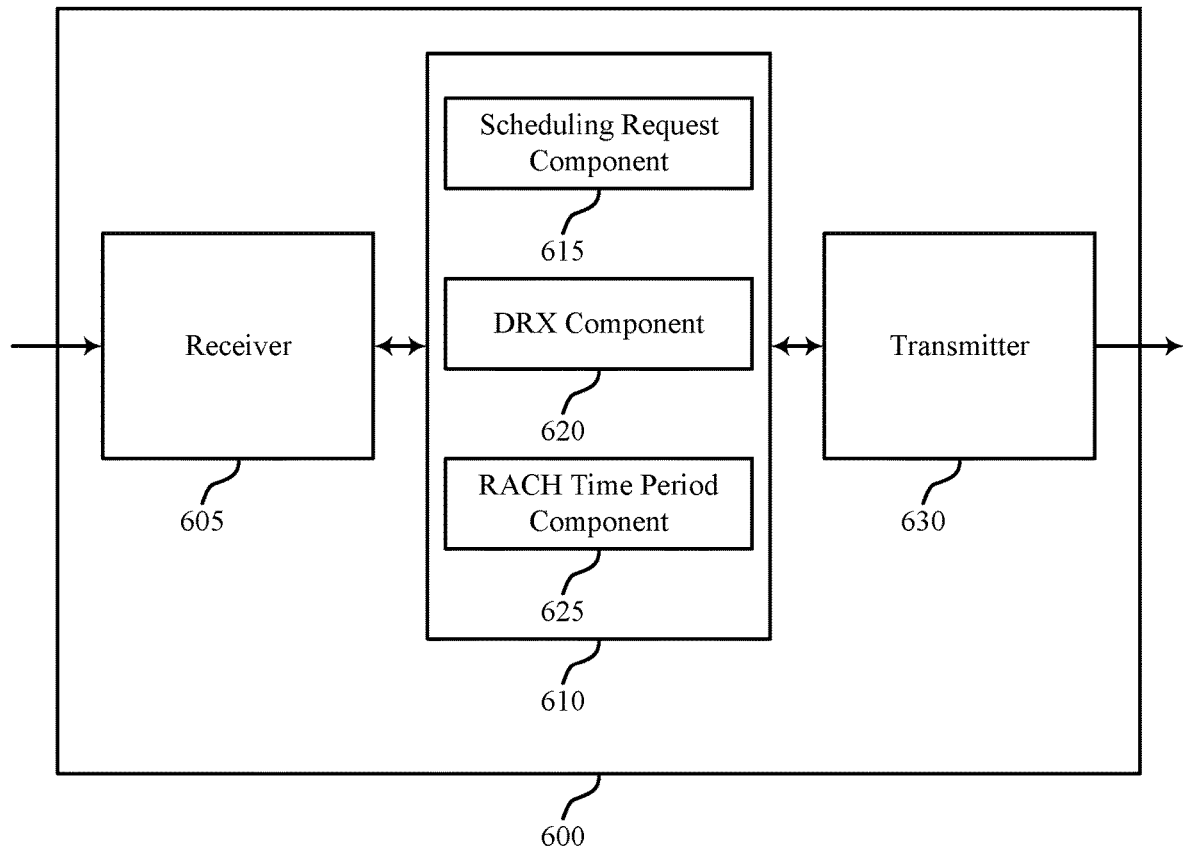 Scheduling Request
Component
615
Receiver
605
DRX Component
620
Transmitter
630
RACH Time Period
Component
625
610
600